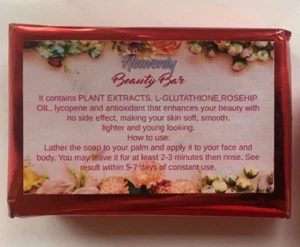 Heavenly
Beauty Bar
It contains PLANT EXTRACTS, L-GLUTATHIONE,ROSEHIP
OIL, lycopene and antioxidant that enhances your beauty with
no side effect, making your skin soft, smooth,
lighter and young looking.
How to use:
Lather the soap to your palm and apply it to your face and
body. You may leave it for at least 2-3 minutes then rinse. See
result within 5-7 days of constant use.